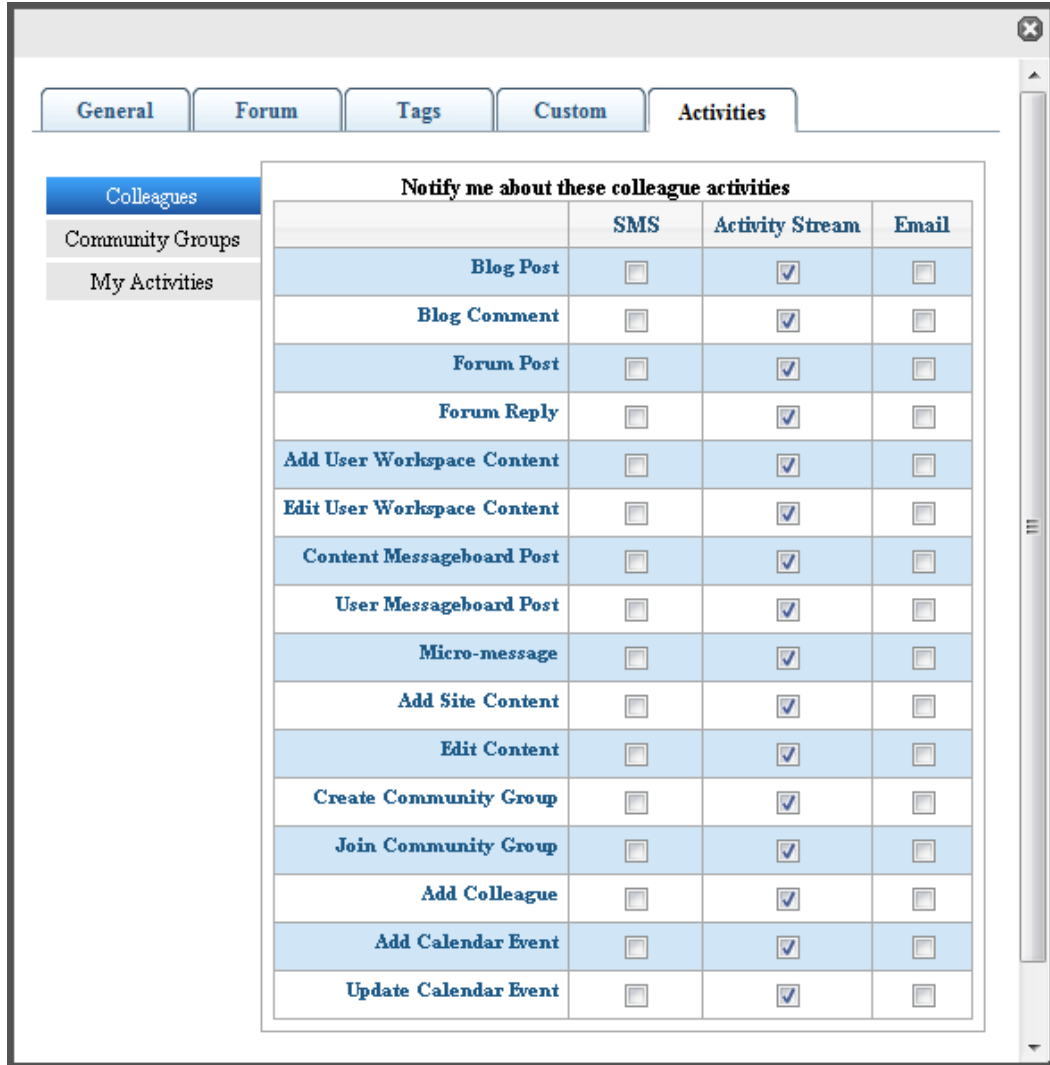 General Forum Tags Custom Activities
Colleagues
Community Groups
My Activities
Notify me about these colleague activities
SMS Activity Stream Email
Blog Post
Blog Comment
Forum Post
Forum Reply
Add User Workspace Content
Edit User Workspace Content
Content Messageboard Post
User Messageboard Post
Micro-message
Add Site Content
Edit Content
Create Community Group
Join Community Group
Add Colleague
Add Calendar Event
Update Calendar Event